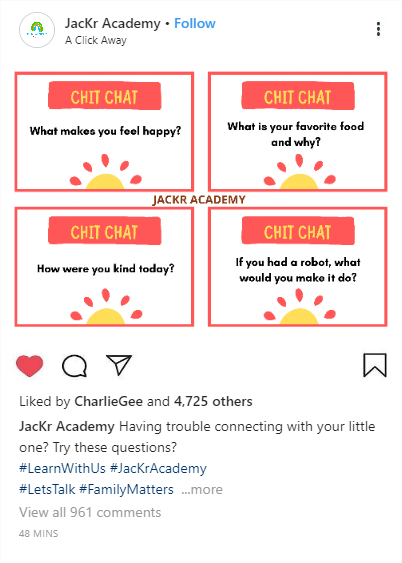 JacKr Academy • Follow
A Click Away
CHIT CHAT
What makes you feel happy?
CHIT CHAT
What is your favorite food
and why?
JACKR ACADEMY
CHIT CHAT
How were you kind today?
CHIT CHAT
If you had a robot, what
would you make it do?
Liked by CharlieGee and 4,725 others
JacKr Academy Having trouble connecting with your little
one? Try these questions?
#LearnWithUs #JacKrAcademy
#LetsTalk #FamilyMatters ...more
View all 961 comments
48 MINS